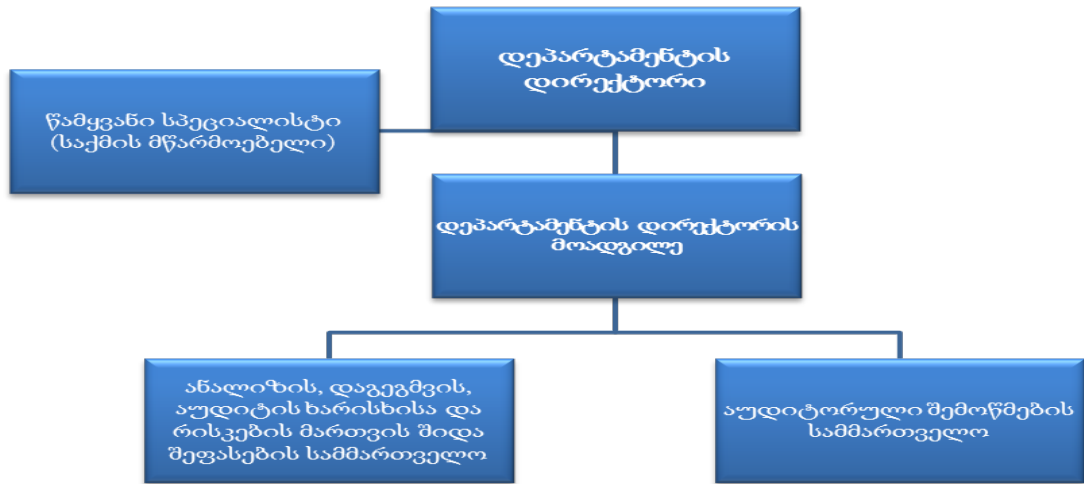 დეპარტამენტის
დირექტორი
წამყვანი სპეციალისტი
(საქმის მწარმოებელი)
დეპარტამენტის დირექტორის
მოადგილე
ანალიზის, დაგეგმვის,
აუდიტის ხარისხისა და
რისკების მართვის შიდა
შეფასების სამმართველო
აუდიტორული შემოწმების
სამმართველო